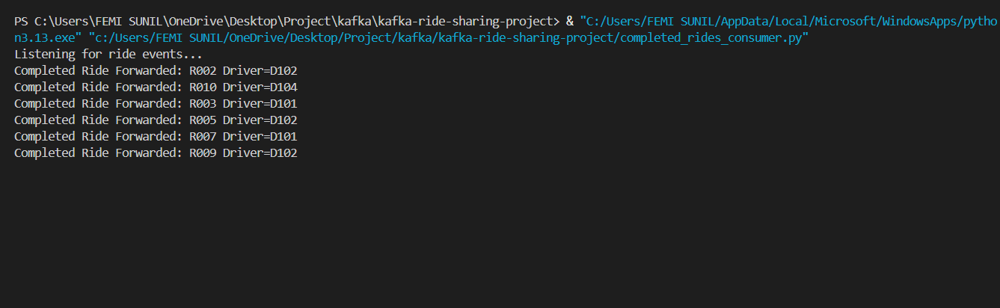 PS C:\Users\FEMI SUNIL\OneDrive\Desktop\Project\kafka\kafka-ride-sharing-project> & "C:/Users/FEMI SUNIL/AppData/Local/Microsoft/WindowsApps/pytho
n3.13.exe" "c:/Users/FEMI SUNIL/OneDrive/Desktop/Project/kafka/kafka-ride-sharing-project/completed_rides_consumer.py"
Listening for ride events...
Completed Ride Forwarded: R002 Driver=D102
Completed Ride Forwarded: R010 Driver=D104
Completed Ride Forwarded: R003 Driver=D101
Completed Ride Forwarded: R005 Driver=D102
Completed Ride Forwarded: R007 Driver=D101
Completed Ride Forwarded: R009 Driver=D102